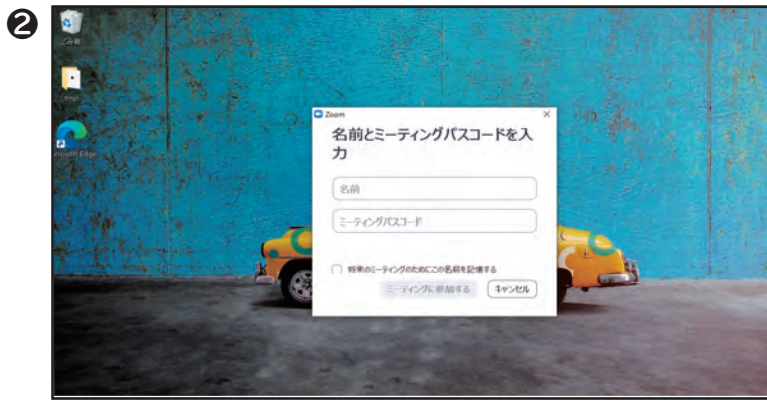 ❷
ごみ箱
Microsoft Edge
Zoom
名前とミーティングパスコードを入
力
名前
ミーティングパスコード
将来のミーティングのためにこの名前を記憶する
ミーティングに参加する
キャンセル